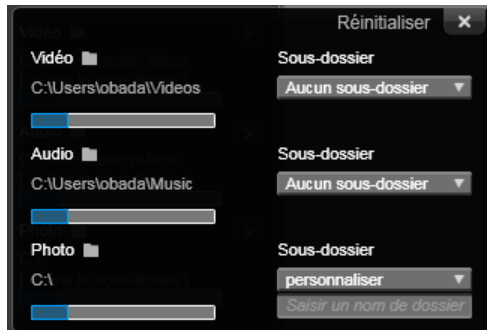 Réinitialiser
Vidéo
Sous-dossier
C:\Users\obada\Videos
Aucun sous-dossier
Audio
Sous-dossier
C:\Users\obada\Music
Aucun sous-dossier
Photo
Sous-dossier
C:\
personnaliser
Saisir un nom de dossier